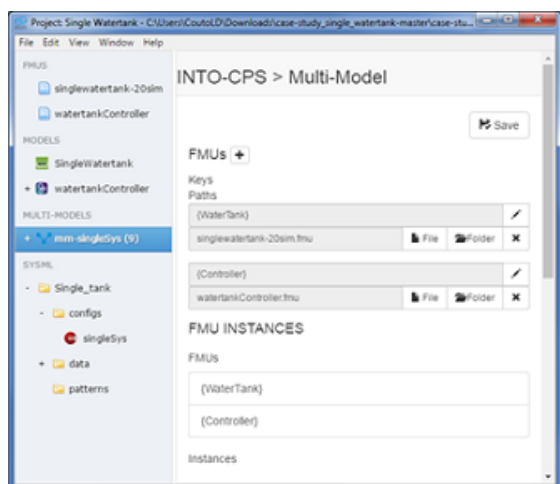 Project: Single Watertank - C:\Users\CoutoLD\Downloads\case-study_single_watertank-master\case-stu...
File Edit View Window Help
FMUS
singlewatertank-20sim
watertankController
MODELS
SingleWatertank
+ watertankController
MULTI-MODELS
+ mm-singleSys (9)
SYSML
- Single_tank
- configs
singleSys
+ data
patterns
INTO-CPS > Multi-Model
Save
FMUs +
Keys
Paths
{WaterTank}
singlewatertank-20sim.fmu File Folder
{Controller}
watertankController.fmu File Folder
FMU INSTANCES
FMUs
{WaterTank}
{Controller}
Instances